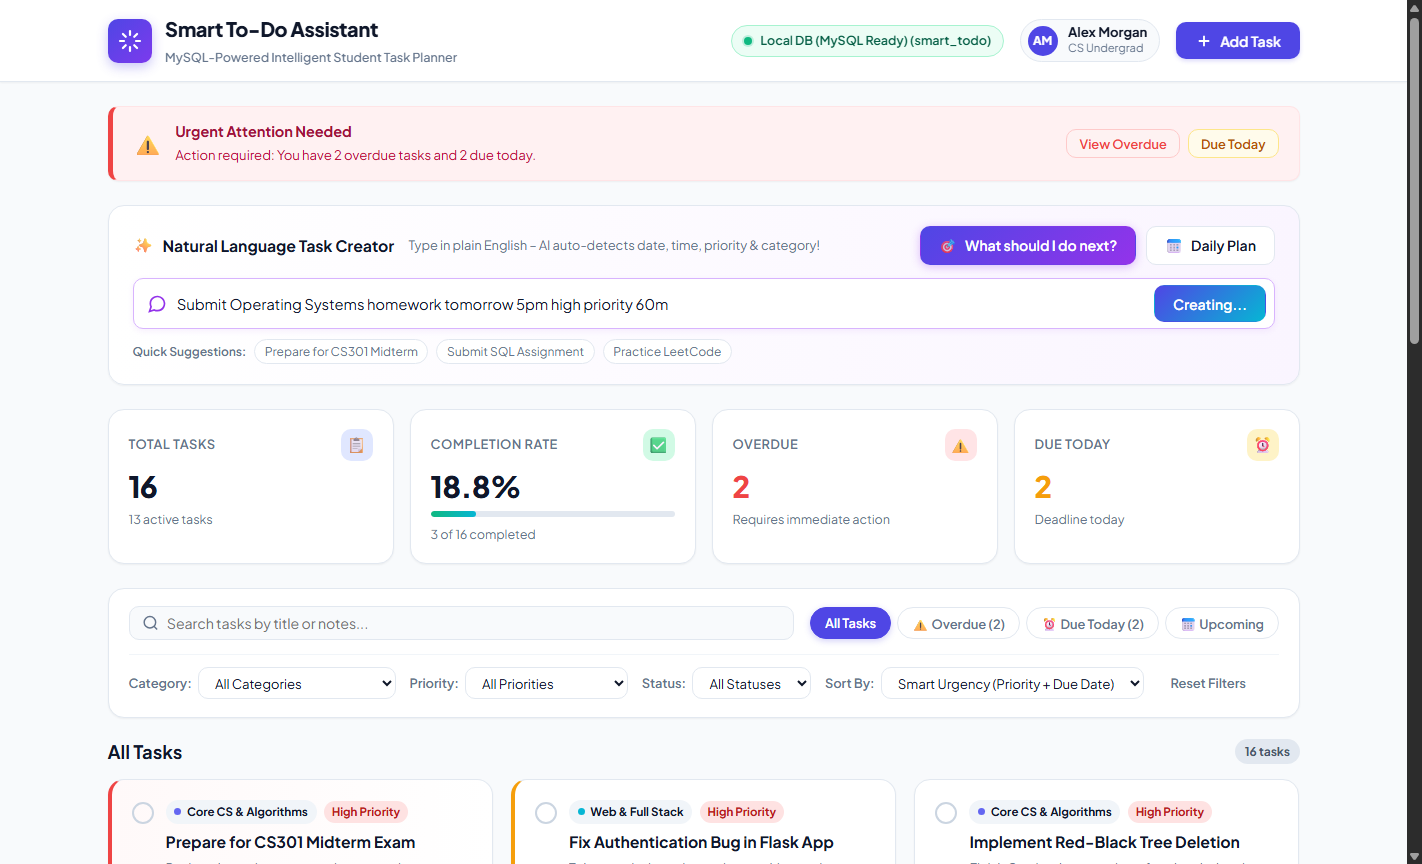 Smart To-Do Assistant
MySQL-Powered Intelligent Student Task Planner
Local DB (MySQL Ready) (smart_todo)
AM
Alex Morgan
CS Undergrad
+ Add Task
Urgent Attention Needed
Action required: You have 2 overdue tasks and 2 due today.
View Overdue
Due Today
Natural Language Task Creator
Type in plain English – AI auto-detects date, time, priority & category!
What should I do next?
Daily Plan
Submit Operating Systems homework tomorrow 5pm high priority 60m
Creating...
Quick Suggestions:
Prepare for CS301 Midterm
Submit SQL Assignment
Practice LeetCode
TOTAL TASKS
16
13 active tasks
COMPLETION RATE
18.8%
3 of 16 completed
OVERDUE
2
Requires immediate action
DUE TODAY
2
Deadline today
Search tasks by title or notes...
All Tasks
Overdue (2)
Due Today (2)
Upcoming
Category: All Categories
Priority: All Priorities
Status: All Statuses
Sort By: Smart Urgency (Priority + Due Date)
Reset Filters
All Tasks
16 tasks
Core CS & Algorithms
High Priority
Prepare for CS301 Midterm Exam
Web & Full Stack
High Priority
Fix Authentication Bug in Flask App
Core CS & Algorithms
High Priority
Implement Red-Black Tree Deletion